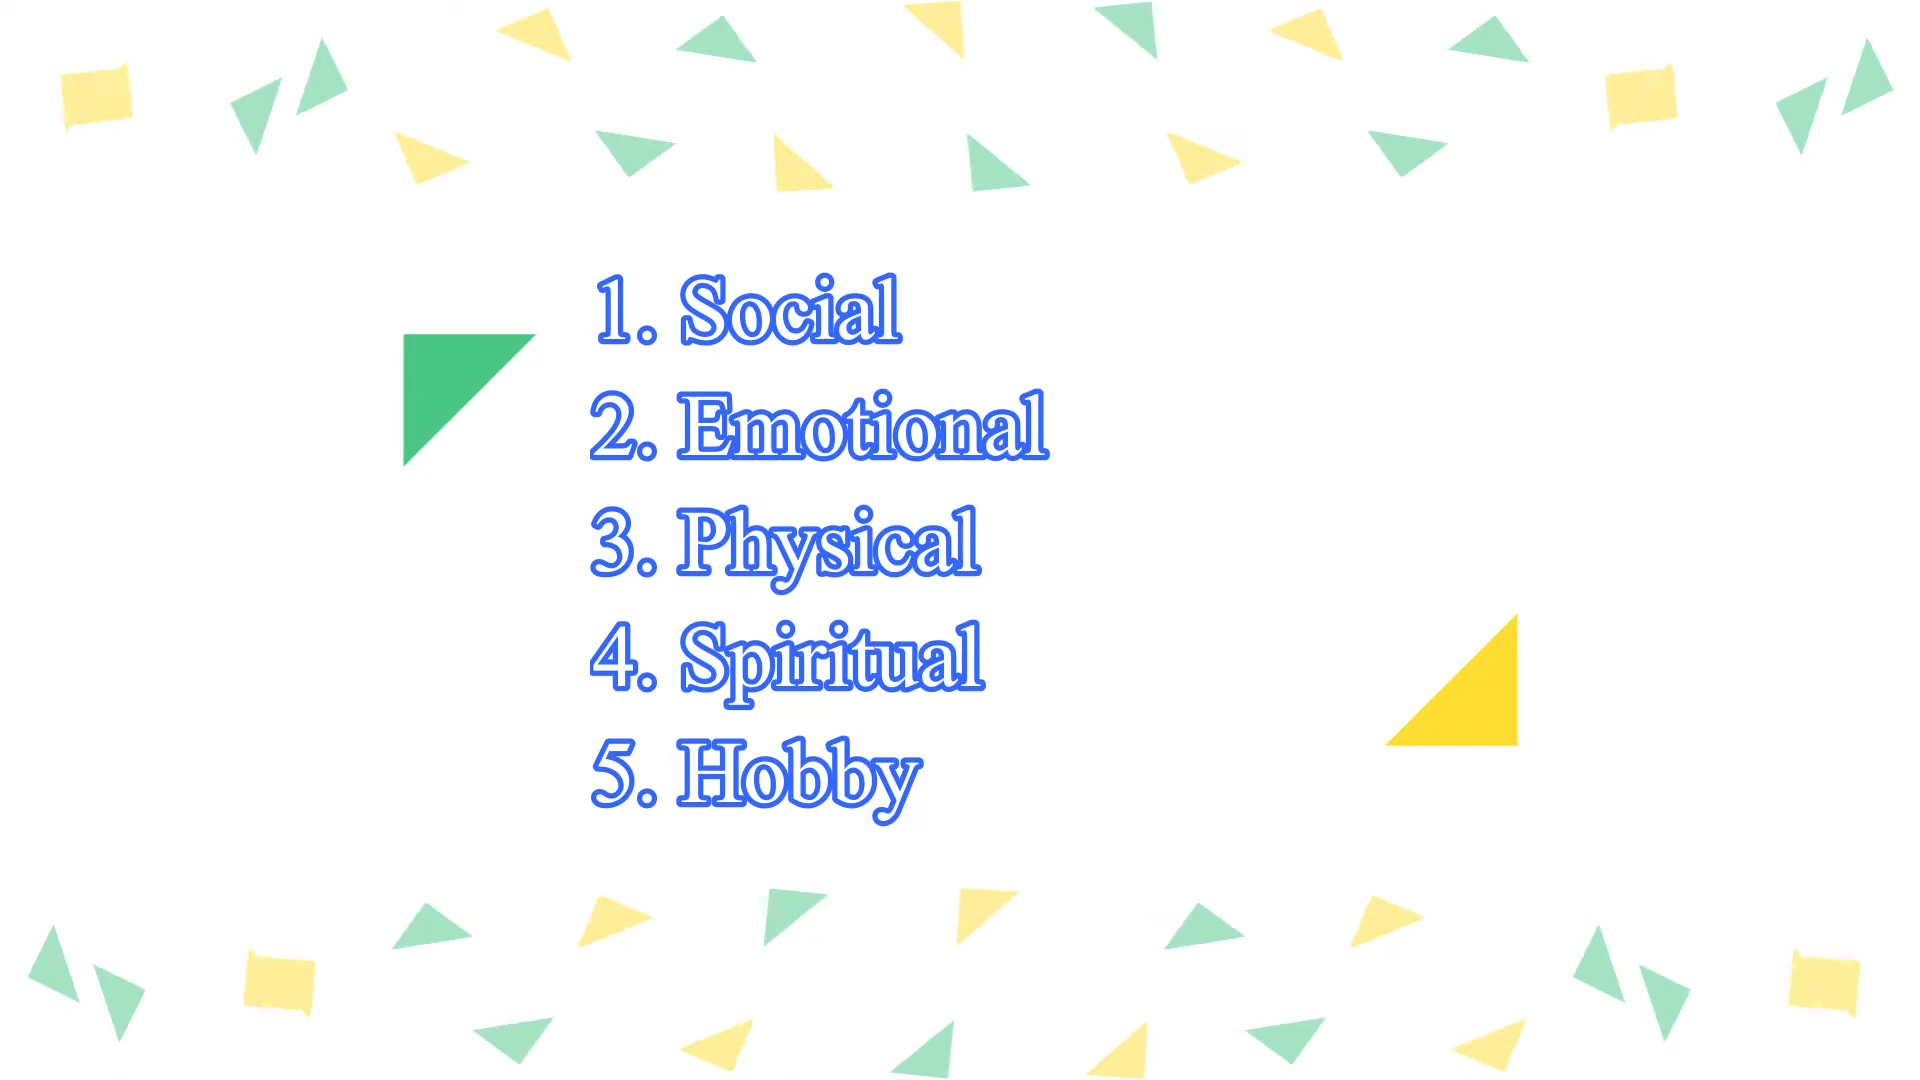 1. Social
2. Emotional
3. Physical
4. Spiritual
5. Hobby